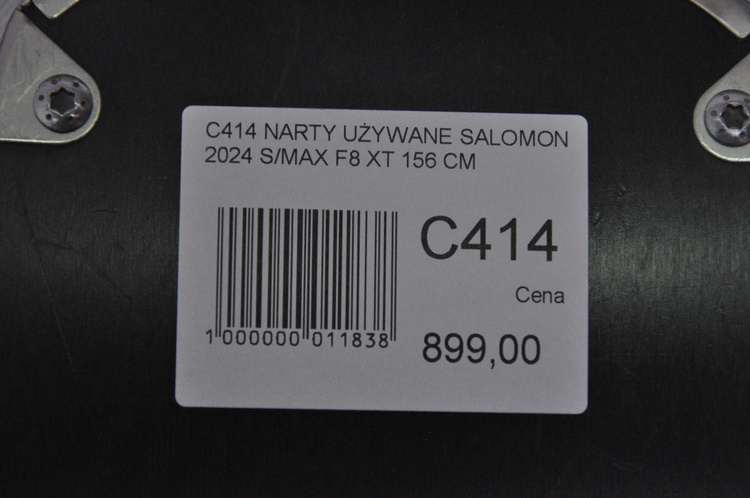 C414 NARTY UŻYWANE SALOMON
2024 S/MAX F8 XT 156 CM
C414
Cena
1 000000 011838
899,00